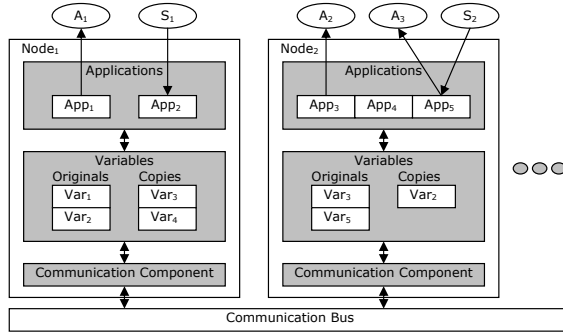 A1 S1 A2 A3 S2
Node1 Node2
Applications Applications
App1 App2 App3 App4 App5
Variables Variables
Originals Copies Originals Copies
Var1 Var3 Var3 Var2
Var2 Var4 Var5
Communication Component Communication Component
Communication Bus